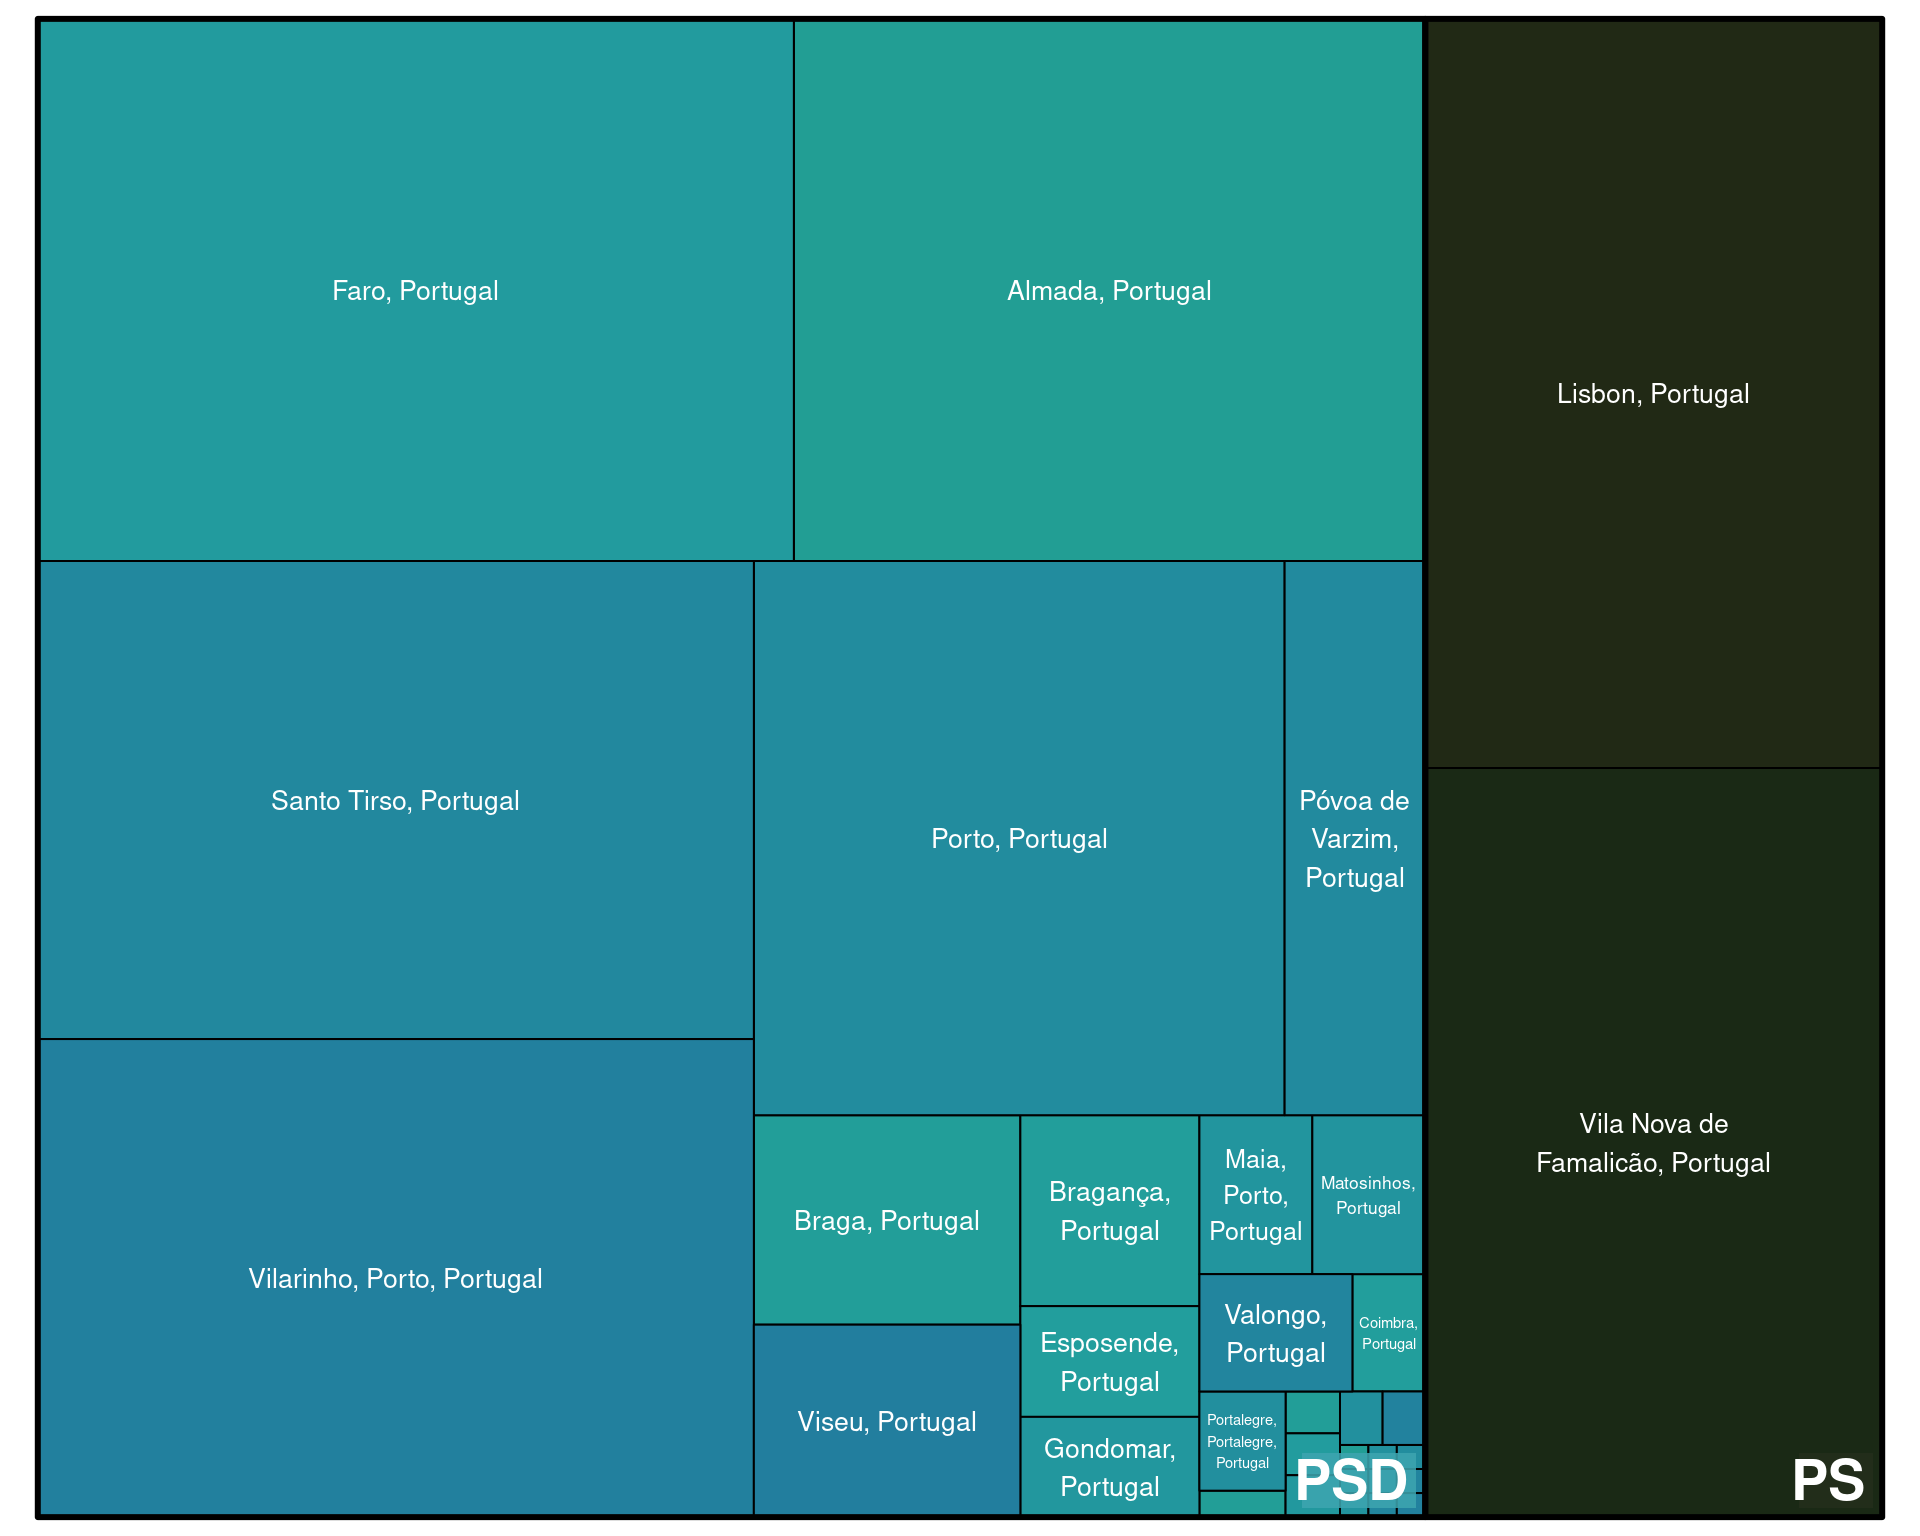 Faro, Portugal
Almada, Portugal
Lisbon, Portugal
Santo Tirso, Portugal
Porto, Portugal
Póvoa de
Varzim,
Portugal
Vila Nova de
Famalicão, Portugal
Vilarinho, Porto, Portugal
Braga, Portugal
Bragança,
Portugal
Maia,
Porto,
Portugal
Matosinhos,
Portugal
Valongo,
Portugal
Coimbra,
Portugal
Esposende,
Portugal
Viseu, Portugal
Gondomar,
Portugal
Portalegre,
Portalegre,
Portugal
PSD
PS